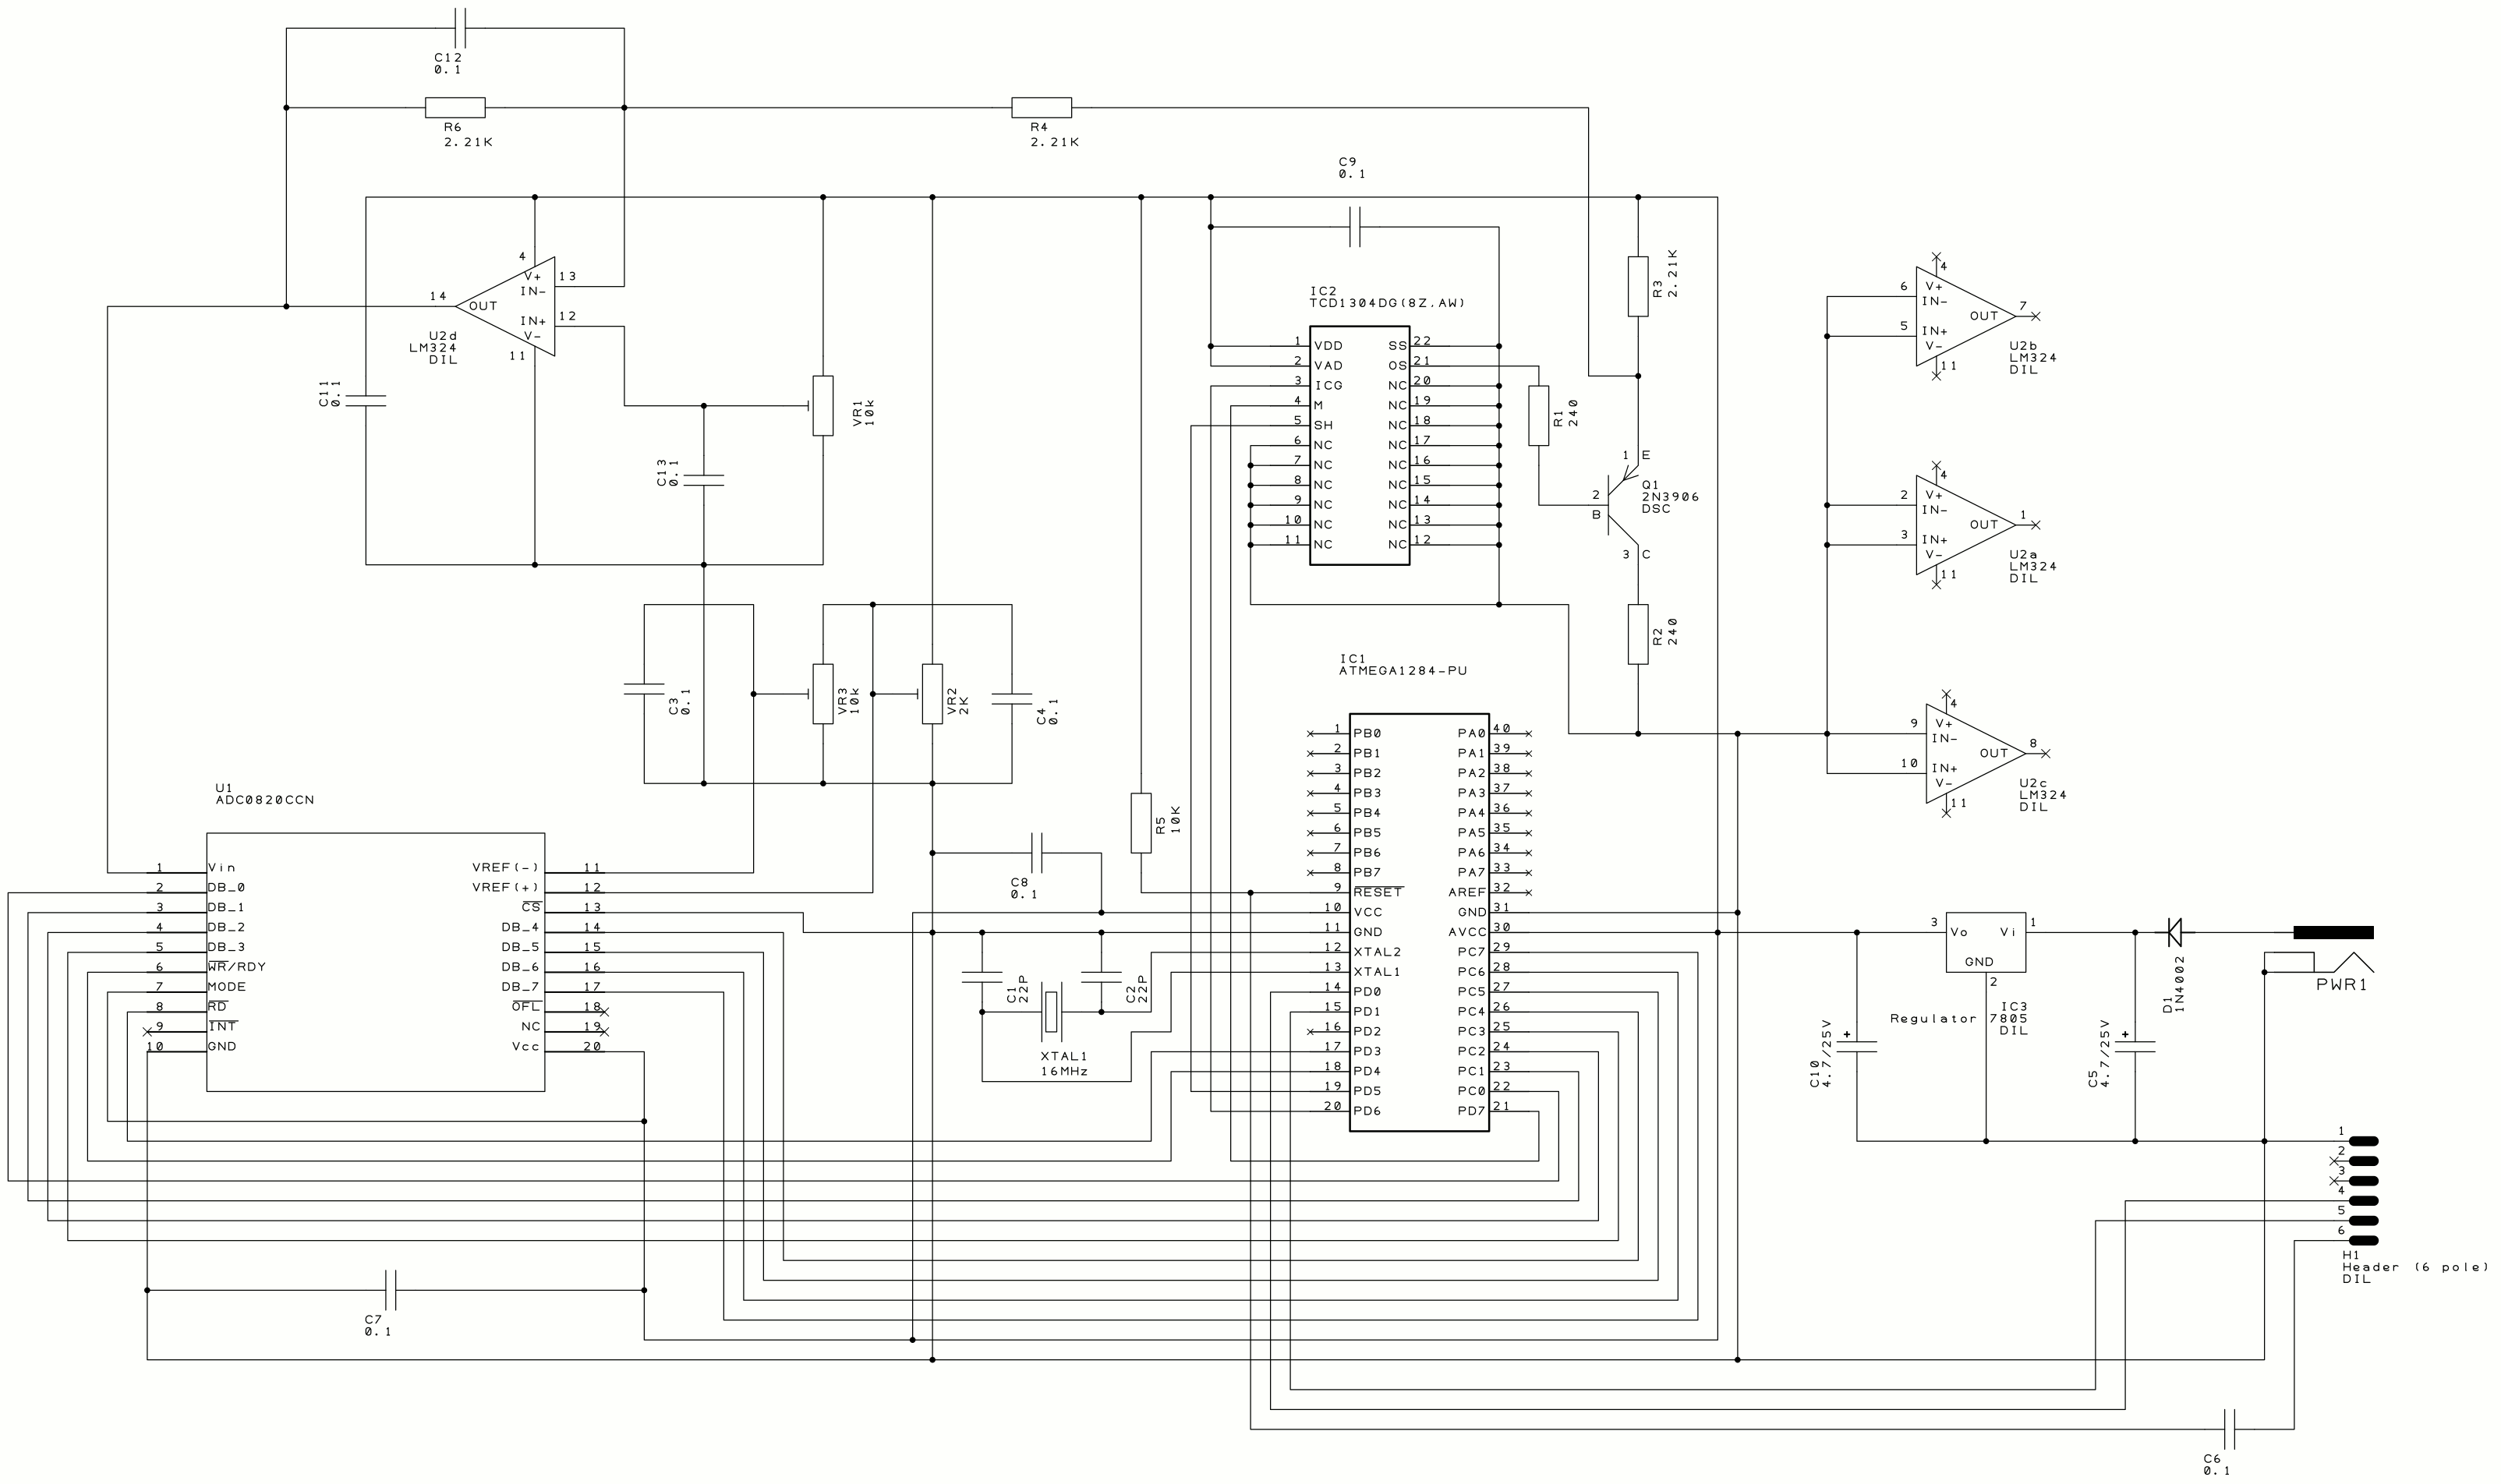 C12
0.1
R6
2.21K
R4
2.21K
C9
0.1
4
V+
IN-
13
14
OUT
IN+
12
V-
11
U2d
LM324
DIL
C11
0.1
VR1
10k
C13
0.1
IC2
TCD1304DG(8Z,AW)
1 VDD SS 22
2 VAD OS 21
3 ICG NC 20
4 M NC 19
5 SH NC 18
6 NC NC 17
7 NC NC 16
8 NC NC 15
9 NC NC 14
10 NC NC 13
11 NC NC 12
R3
2.21K
R1
240
1 E
Q1
2N3906
DSC
2
B
3 C
R2
240
4
6 V+
IN-
OUT 7
5 IN+
V-
11
U2b
LM324
DIL
4
2 V+
IN-
OUT 1
3 IN+
V-
11
U2a
LM324
DIL
4
9 V+
IN-
OUT 8
10 IN+
V-
11
U2c
LM324
DIL
C3
0.1
VR3
10k
VR2
2K
C4
0.1
U1
ADC0820CCN
1 Vin VREF(-) 11
2 DB_0 VREF(+) 12
3 DB_1 CS 13
4 DB_2 DB_4 14
5 DB_3 DB_5 15
6 WR/RDY DB_6 16
7 MODE DB_7 17
8 RD OFL 18
9 INT NC 19
10 GND Vcc 20
C7
0.1
C8
0.1
R5
10K
C1
22P
C2
22P
XTAL1
16MHz
IC1
ATMEGA1284-PU
1 PB0 PA0 40
2 PB1 PA1 39
3 PB2 PA2 38
4 PB3 PA3 37
5 PB4 PA4 36
6 PB5 PA5 35
7 PB6 PA6 34
8 PB7 PA7 33
9 RESET AREF 32
10 VCC GND 31
11 GND AVCC 30
12 XTAL2 PC7 29
13 XTAL1 PC6 28
14 PD0 PC5 27
15 PD1 PC4 26
16 PD2 PC3 25
17 PD3 PC2 24
18 PD4 PC1 23
19 PD5 PC0 22
20 PD6 PD7 21
3 Vo Vi 1
GND
2
IC3
Regulator 7805
DIL
C10
4.7/25V
+
C5
4.7/25V
+
D1
1N4002
PWR1
1
2
3
4
5
6
H1
Header (6 pole)
DIL
C6
0.1